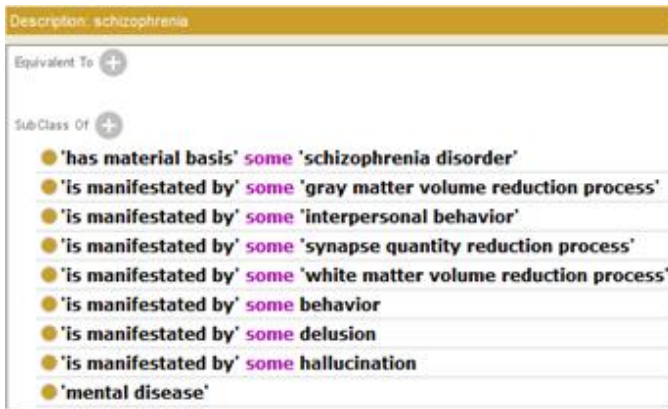 Description: schizophrenia
Equivalent To
SubClass Of
'has material basis' some 'schizophrenia disorder'
'is manifestated by' some 'gray matter volume reduction process'
'is manifestated by' some 'interpersonal behavior'
'is manifestated by' some 'synapse quantity reduction process'
'is manifestated by' some 'white matter volume reduction process'
'is manifestated by' some behavior
'is manifestated by' some delusion
'is manifestated by' some hallucination
'mental disease'